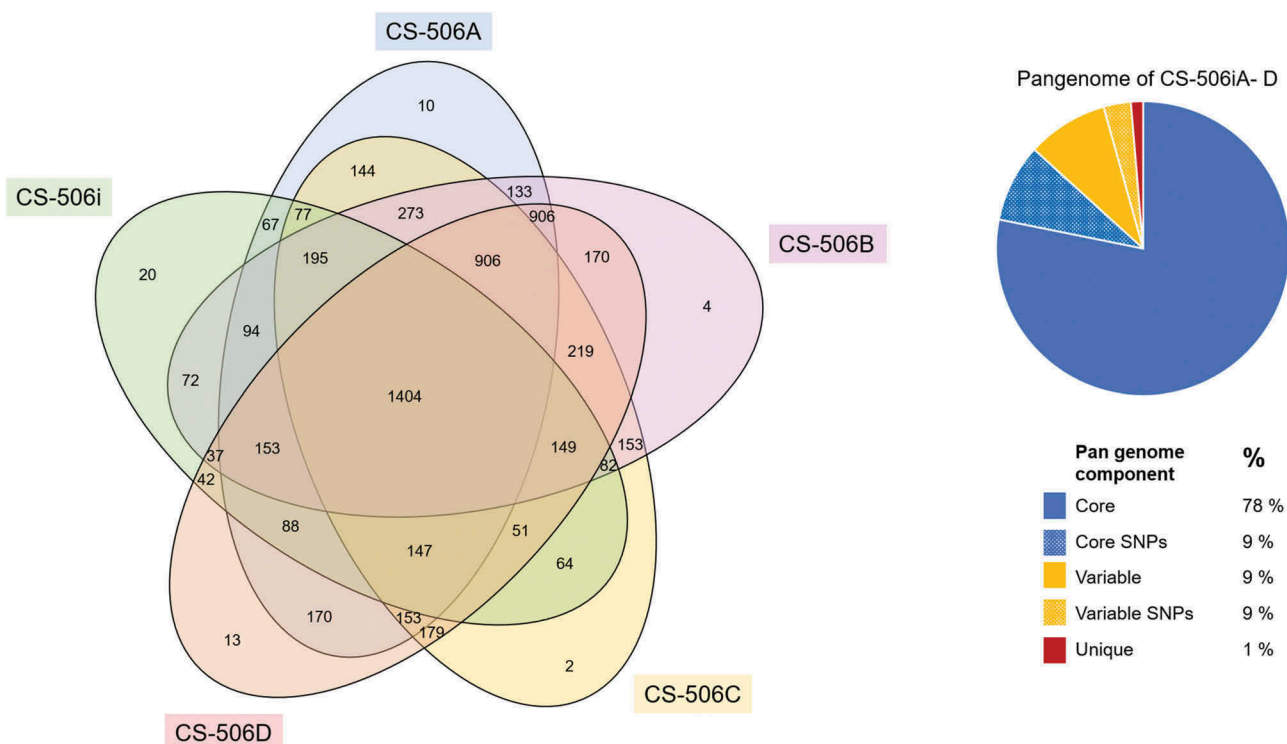 CS-506A
10
144
133
CS-506i
67
77
273
906
CS-506B
20
195
906
170
4
94
219
72
1404
37
153
149
153
82
42
88
51
147
64
170
153
179
13
2
CS-506C
CS-506D
Pangenome of CS-506iA- D
Pan genome component %
Core 78 %
Core SNPs 9 %
Variable 9 %
Variable SNPs 9 %
Unique 1 %